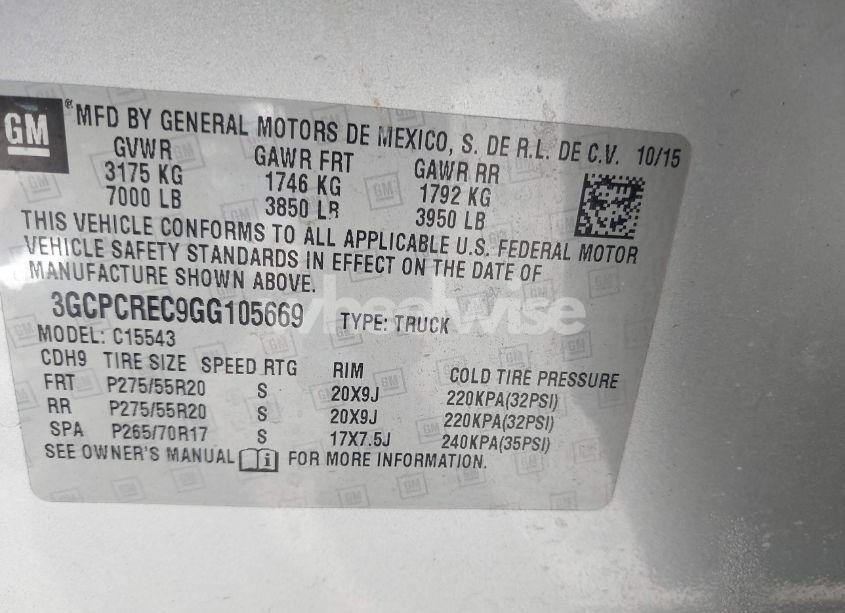 GM
® MFD BY GENERAL MOTORS DE MEXICO, S. DE R.L. DE C.V. 10/15
GVWR GAWR FRT GAWR RR
3175 KG 1746 KG 1792 KG
7000 LB 3850 LB 3950 LB
THIS VEHICLE CONFORMS TO ALL APPLICABLE U.S. FEDERAL MOTOR
VEHICLE SAFETY STANDARDS IN EFFECT ON THE DATE OF
MANUFACTURE SHOWN ABOVE.
3GCPCREC9GG105669 TYPE: TRUCK
MODEL: C15543
CDH9 TIRE SIZE SPEED RTG RIM COLD TIRE PRESSURE
FRT P275/55R20 S 20X9J 220KPA(32PSI)
RR P275/55R20 S 20X9J 220KPA(32PSI)
SPA P265/70R17 S 17X7.5J 240KPA(35PSI)
SEE OWNER'S MANUAL i FOR MORE INFORMATION.